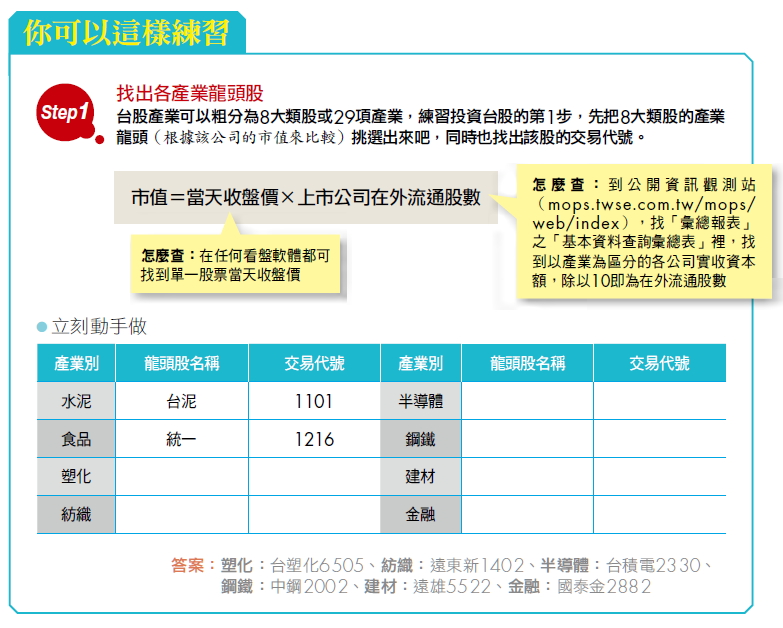 你可以這樣練習
Step1
找出各產業龍頭股
台股產業可以粗分為8大類股或29項產業，練習投資台股的第1步，先把8大類股的產業
龍頭（根據該公司的市值來比較）挑選出來吧，同時也找出該股的交易代號。
市值＝當天收盤價×上市公司在外流通股數
怎麼查：到公開資訊觀測站
（mops.twse.com.tw/mops/
web/index），找「彙總報表」
之「基本資料查詢彙總表」裡，找
到以產業為區分的各公司實收資本
額，除以10即為在外流通股數
怎麼查：在任何看盤軟體都可
找到單一股票當天收盤價
立刻動手做
產業別 龍頭股名稱 交易代號 產業別 龍頭股名稱 交易代號
水泥 台泥 1101 半導體
食品 統一 1216 鋼鐵
塑化 建材
紡織 金融
答案：塑化：台塑化6505、紡織：遠東新1402、半導體：台積電2330、
鋼鐵：中鋼2002、建材：遠雄5522、金融：國泰金2882